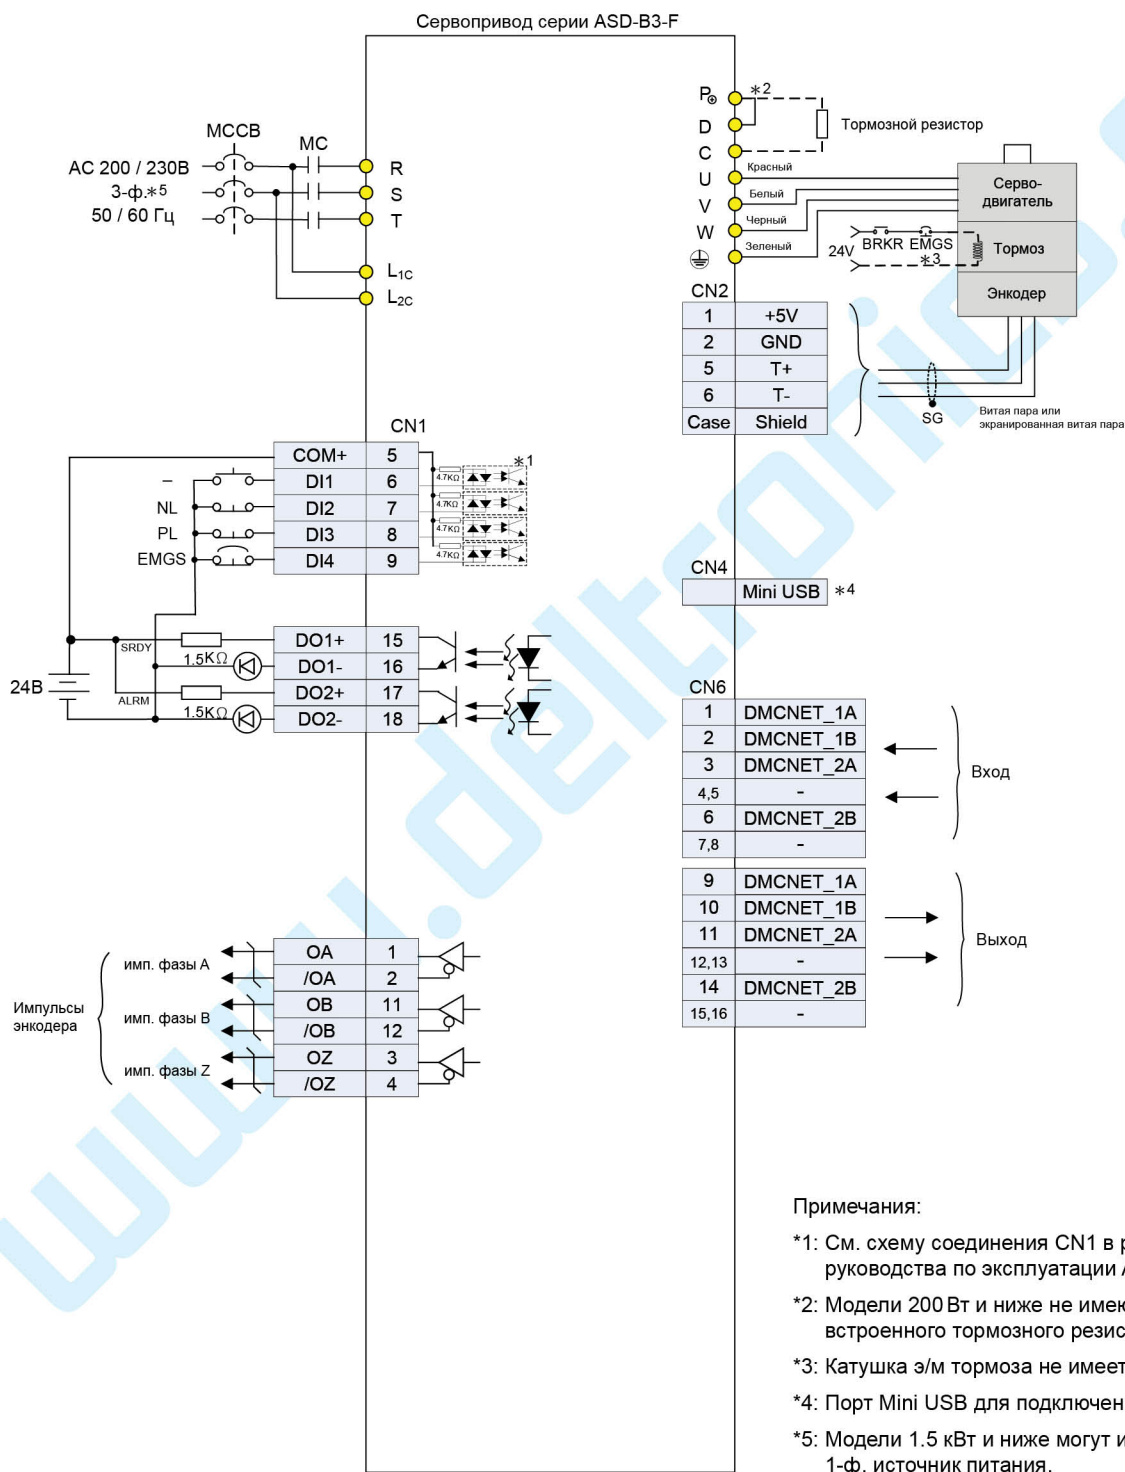 Сервопривод серии ASD-B3-F
MCCB
MC
AC 200 / 230В
3-ф.*5
50 / 60 Гц
R
S
T
L1C
L2C
P⊕
D
C
U
V
W
*2
Тормозной резистор
Красный
Белый
Черный
Зеленый
Серво-
двигатель
24V
BRKR
EMGS
*3
Тормоз
Энкодер
CN2
1 +5V
2 GND
5 T+
6 T-
Case Shield
SG
Витая пара или
экранированная витая пара
CN1
COM+ 5
– DI1 6
NL DI2 7
PL DI3 8
EMGS DI4 9
*1
4.7KΩ
4.7KΩ
4.7KΩ
4.7KΩ
CN4
Mini USB *4
24В
SRDY
1.5KΩ
ALRM
1.5KΩ
DO1+ 15
DO1- 16
DO2+ 17
DO2- 18
CN6
1 DMCNET_1A
2 DMCNET_1B
3 DMCNET_2A
4,5 -
6 DMCNET_2B
7,8 -
Вход
9 DMCNET_1A
10 DMCNET_1B
11 DMCNET_2A
12,13 -
14 DMCNET_2B
15,16 -
Выход
Импульсы
энкодера
имп. фазы A
имп. фазы B
имп. фазы Z
OA 1
/OA 2
OB 11
/OB 12
OZ 3
/OZ 4
Примечания:
*1: См. схему соединения CN1 в
руководства по эксплуатации
*2: Модели 200 Вт и ниже не
встроенного тормозного
*3: Катушка э/м тормоза не имеет
*4: Порт Mini USB для
*5: Модели 1.5 кВт и ниже могут
1-ф. источник питания.
www.deltronics